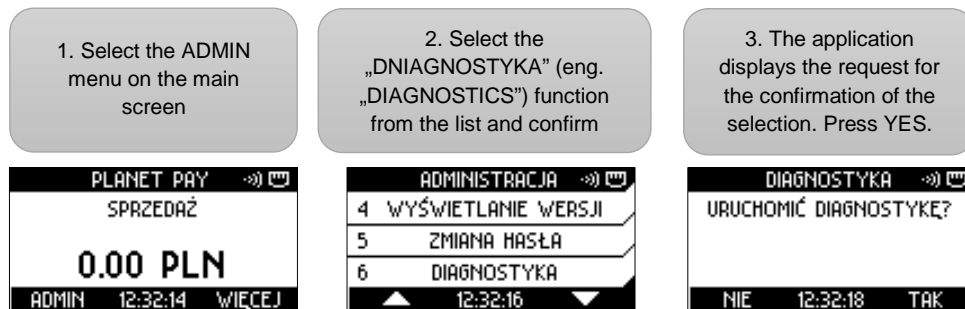 1. Select the ADMIN
menu on the main
screen
2. Select the
„DNIAGNOSTYKA” (eng.
„DIAGNOSTICS”) function
from the list and confirm
3. The application
displays the request for
the confirmation of the
selection. Press YES.
PLANET PAY
SPRZEDAŻ
0.00 PLN
ADMIN 12:32:14 WIĘCEJ
ADMINISTRACJA
4 WYŚWIETLANIE WERSJI
5 ZMIANA HASŁA
6 DIAGNOSTYKA
12:32:16
DIAGNOSTYKA
URUCHOMIĆ DIAGNOSTYKĘ?
NIE 12:32:18 TAK